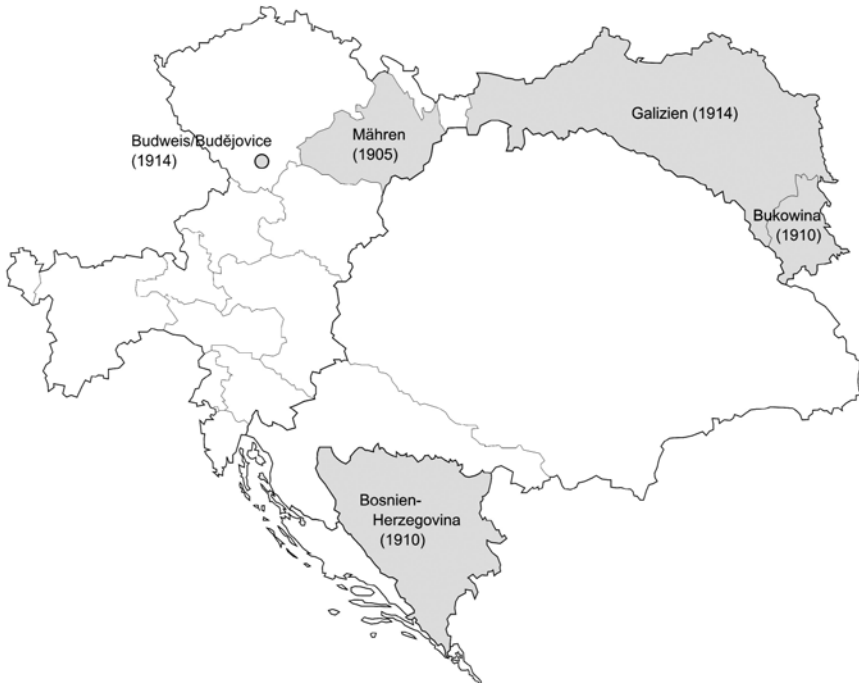 Galizien (1914)
Budweis/Budějovice
(1914)
Mähren
(1905)
Bukowina
(1910)
Bosnien-
Herzegovina
(1910)